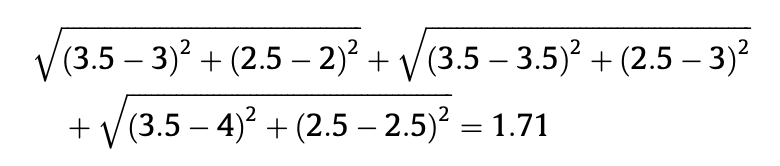 √(3.5 − 3)² + (2.5 − 2)² + √(3.5 − 3.5)² + (2.5 − 3)²
+ √(3.5 − 4)² + (2.5 − 2.5)² = 1.71